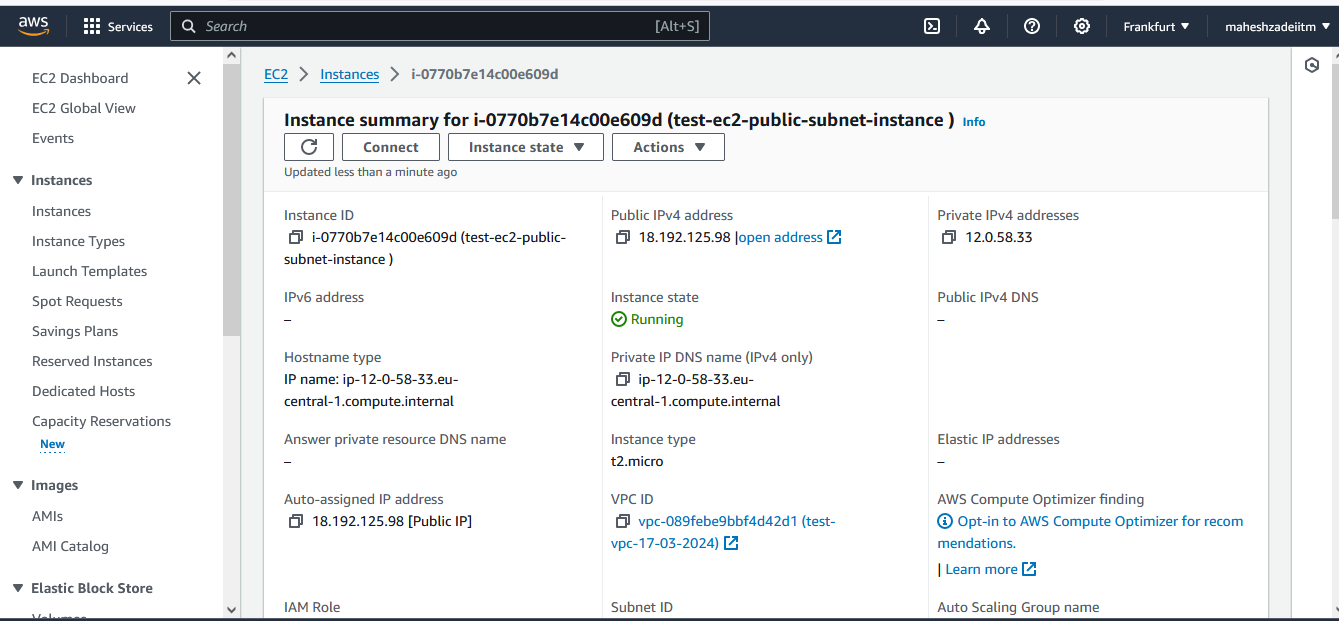 aws
Services
Search
[Alt+S]
Frankfurt
maheshzadeiitm
EC2 Dashboard
EC2 Global View
Events
Instances
Instances
Instance Types
Launch Templates
Spot Requests
Savings Plans
Reserved Instances
Dedicated Hosts
Capacity Reservations
New
Images
AMIs
AMI Catalog
Elastic Block Store
Volumes
EC2 > Instances > i-0770b7e14c00e609d
Instance summary for i-0770b7e14c00e609d (test-ec2-public-subnet-instance ) Info
Connect
Instance state
Actions
Updated less than a minute ago
Instance ID
i-0770b7e14c00e609d (test-ec2-public-
subnet-instance )
Public IPv4 address
18.192.125.98 |open address
Private IPv4 addresses
12.0.58.33
IPv6 address
–
Instance state
Running
Public IPv4 DNS
–
Hostname type
IP name: ip-12-0-58-33.eu-
central-1.compute.internal
Private IP DNS name (IPv4 only)
ip-12-0-58-33.eu-
central-1.compute.internal
Answer private resource DNS name
–
Instance type
t2.micro
Elastic IP addresses
–
Auto-assigned IP address
18.192.125.98 [Public IP]
VPC ID
vpc-089febe9bbf4d42d1 (test-
vpc-17-03-2024)
AWS Compute Optimizer finding
Opt-in to AWS Compute Optimizer for recom
mendations.
| Learn more
IAM Role
Subnet ID
Auto Scaling Group name